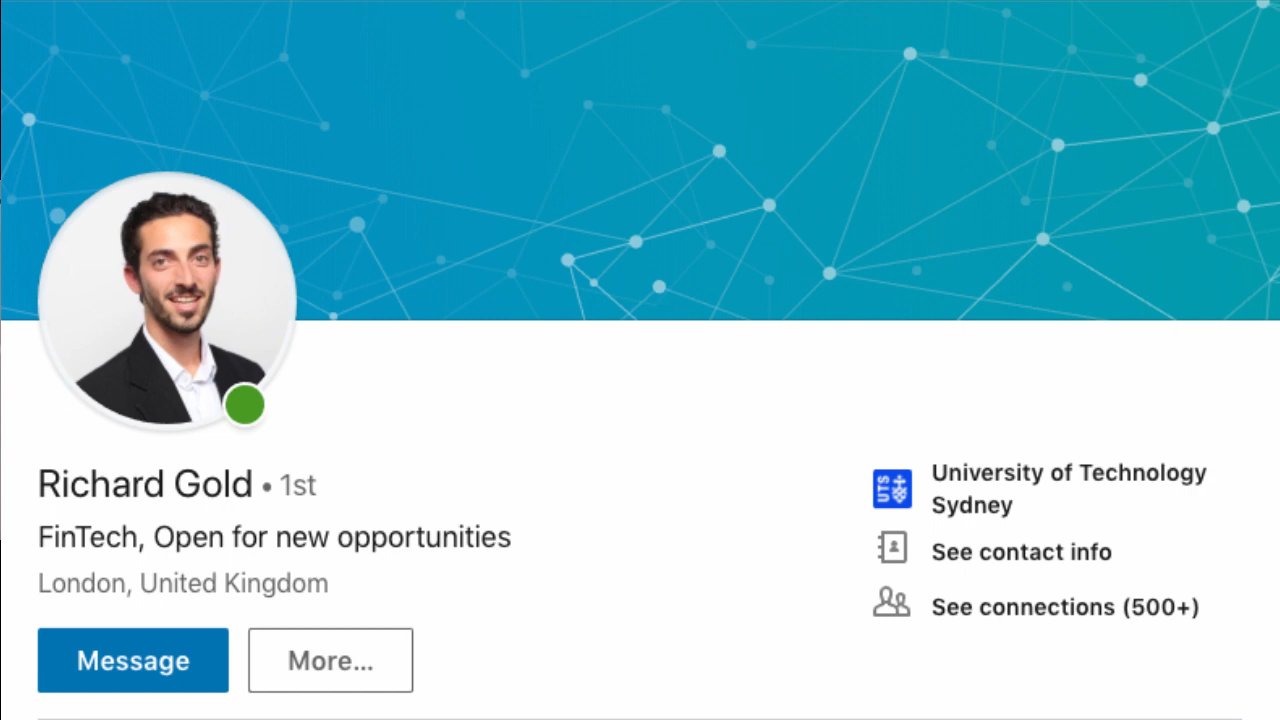 Richard Gold • 1st
FinTech, Open for new opportunities
London, United Kingdom
Message
More...
UTS
University of Technology
Sydney
See contact info
See connections (500+)